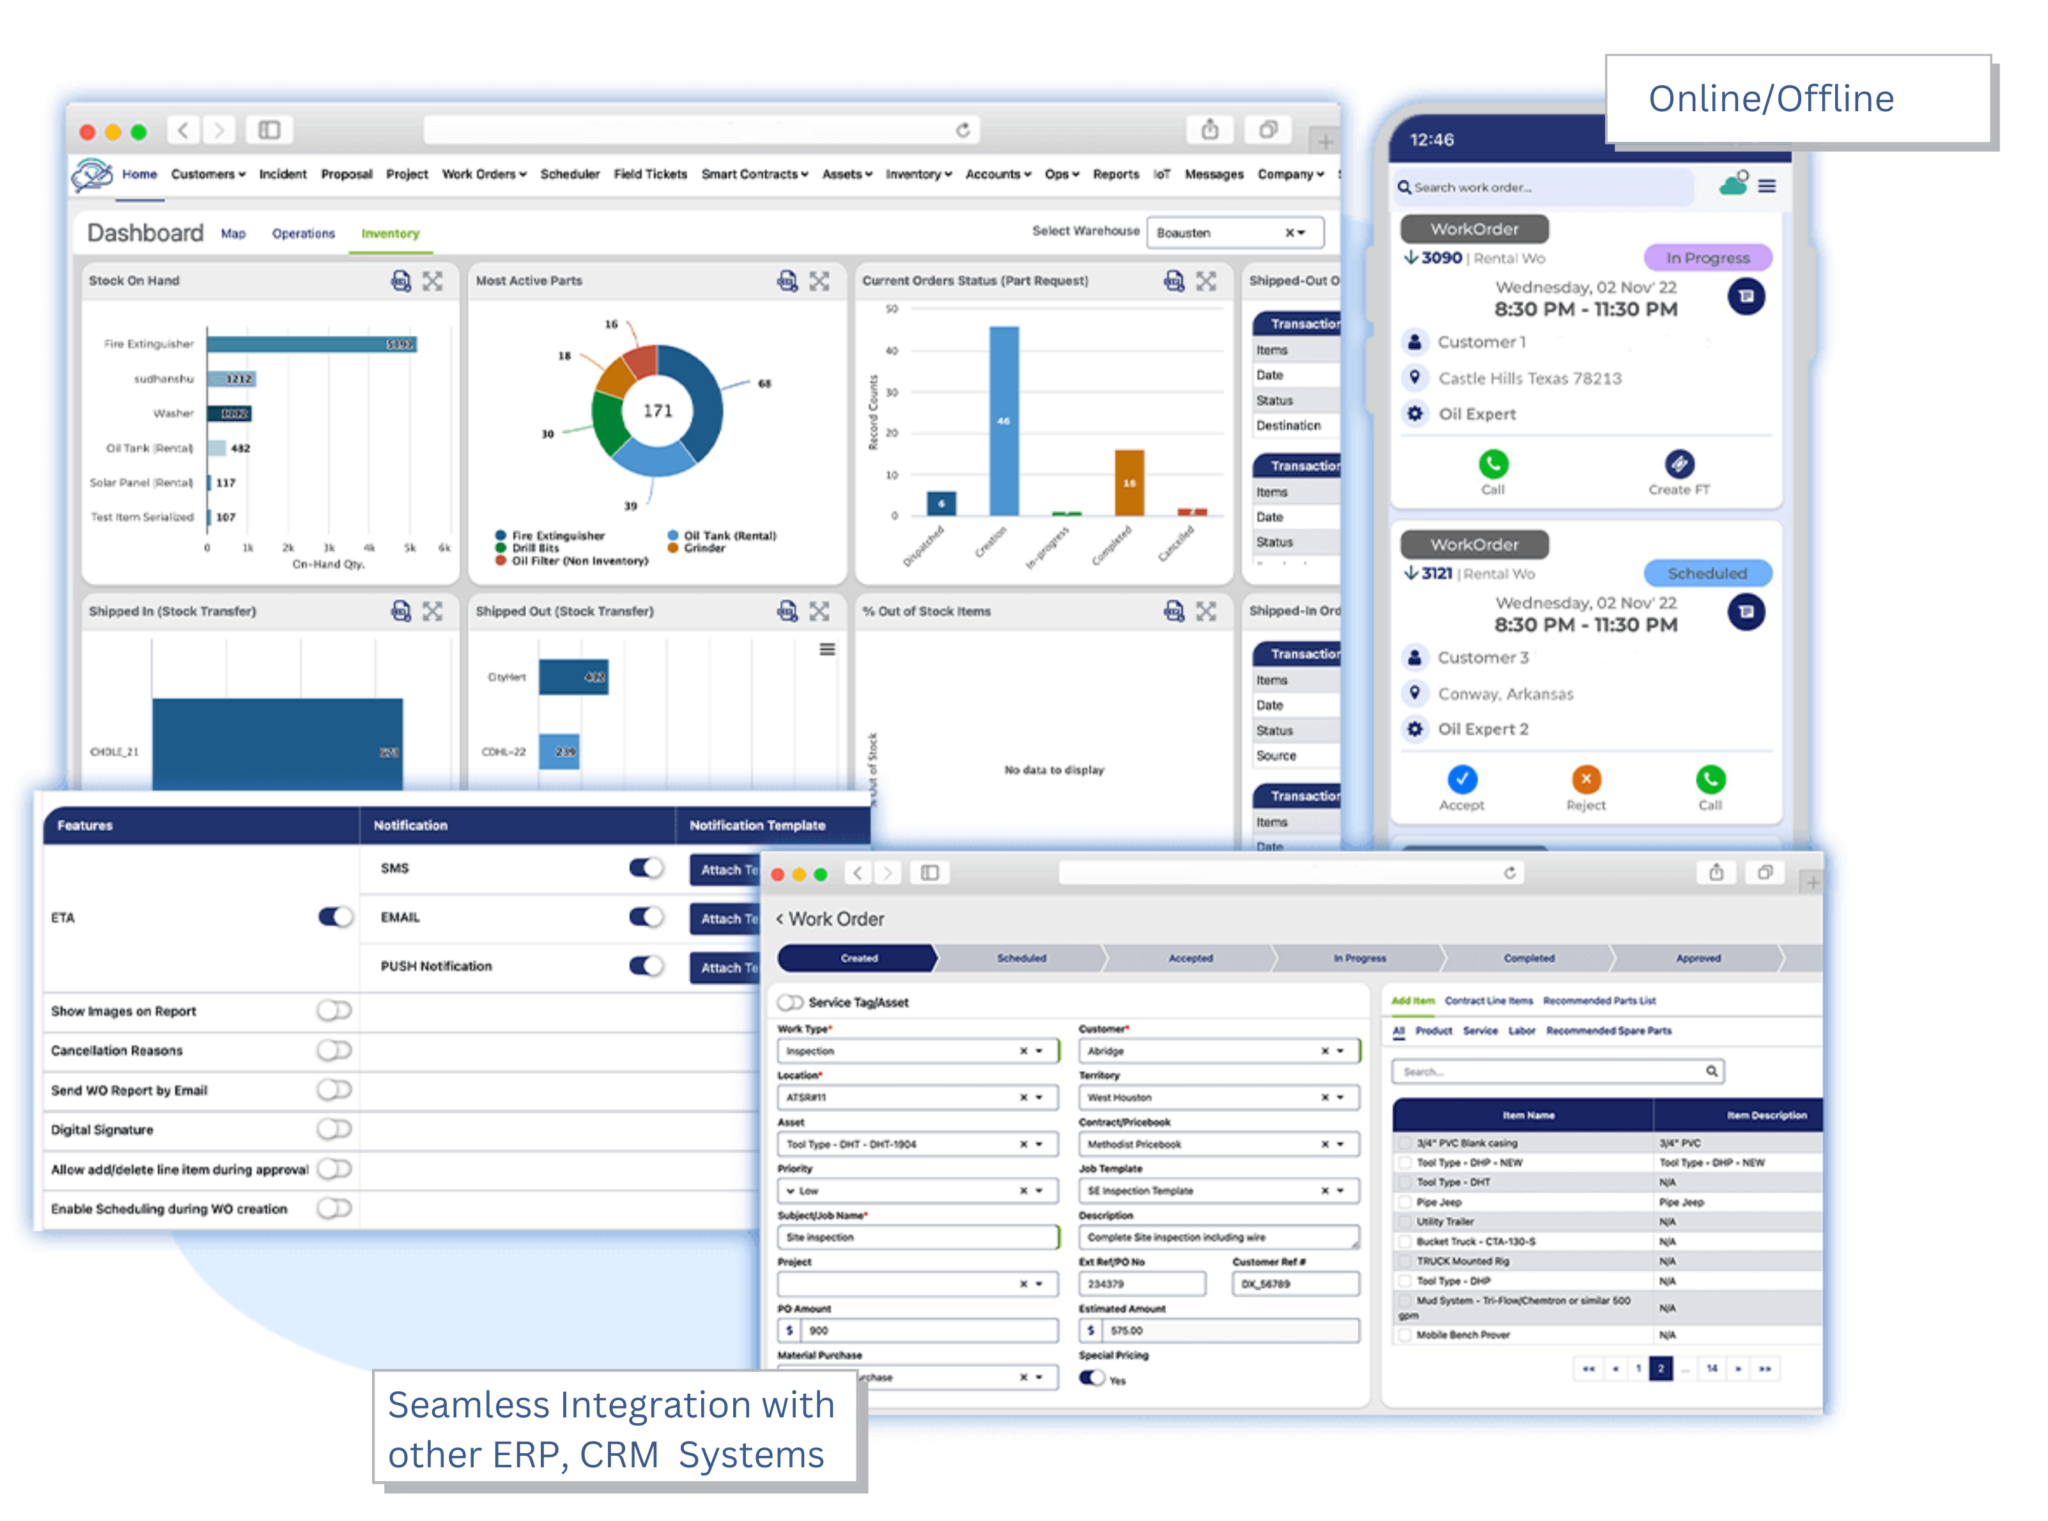 Online/Offline
Home Customers Incident Proposal Project Work Orders Scheduler Field Tickets Smart Contracts Assets Inventory Accounts Ops Reports IoT Messages Company
Dashboard Map Operations Inventory
Select Warehouse Boausten
Stock On Hand
Fire Extinguisher
sudhanshu 1212
Washer
Oil Tank (Rental) 482
Solar Panel (Rental) 117
Test Item Serialized 107
0 1k 2k 3k 4k 5k 6k
On-Hand Qty.
Most Active Parts
16
18
68
171
30
39
Fire Extinguisher Oil Tank (Rental)
Drill Bits Grinder
Oil Filter (Non Inventory)
Current Orders Status (Part Request)
Record Counts
50
40
30
20
10
0
6
46
16
Dispatched Creation In-progress Completed Cancelled
Shipped-Out O
Transaction
Items
Date
Status
Destination
Transaction
Items
Date
Status
Shipped In (Stock Transfer)
CHOLE_21
Shipped Out (Stock Transfer)
CityHert 412
CDHL-22 239
% Out of Stock Items
% Out of Stock
No data to display
Shipped-In Ord
Transaction
Items
Date
Status
Source
Transaction
Items
Date
12:46
Search work order...
WorkOrder
3090 | Rental Wo In Progress
Wednesday, 02 Nov' 22
8:30 PM - 11:30 PM
Customer 1
Castle Hills Texas 78213
Oil Expert
Call Create FT
WorkOrder
3121 | Rental Wo Scheduled
Wednesday, 02 Nov' 22
8:30 PM - 11:30 PM
Customer 3
Conway, Arkansas
Oil Expert 2
Accept Reject Call
Features Notification Notification Template
SMS Attach Te
ETA EMAIL Attach Te
PUSH Notification Attach Te
Show Images on Report
Cancellation Reasons
Send WO Report by Email
Digital Signature
Allow add/delete line item during approval
Enable Scheduling during WO creation
< Work Order
Created Scheduled Accepted In Progress Completed Approved
Service Tag/Asset
Work Type* Customer*
Inspection Abridge
Location* Territory
ATSR#11 West Houston
Asset Contract/Pricebook
Tool Type - DHT - DHT-1904 Methodist Pricebook
Priority Job Template
Low SE Inspection Template
Subject/Job Name* Description
Site inspection Complete Site inspection including wire
Project Ext Ref/PO No Customer Ref #
234379 DX_56789
PO Amount Estimated Amount
$ 900 $ 575.00
Material Purchase Special Pricing
rchase Yes
Add Item Contract Line Items Recommended Parts List
All Product Service Labor Recommended Spare Parts
Search...
Item Name Item Description
3/4" PVC Blank casing 3/4" PVC
Tool Type - DHP - NEW Tool Type - DHP - NEW
Tool Type - DHT N/A
Pipe Jeep Pipe Jeep
Utility Trailer N/A
Bucket Truck - CTA-130-S N/A
TRUCK Mounted Rig N/A
Tool Type - DHP N/A
Mud System - Tri-Flow/Chemtron or similar 500
gpm N/A
Mobile Bench Prover N/A
«« « 1 2 ... 14 » »»
Seamless Integration with
other ERP, CRM Systems